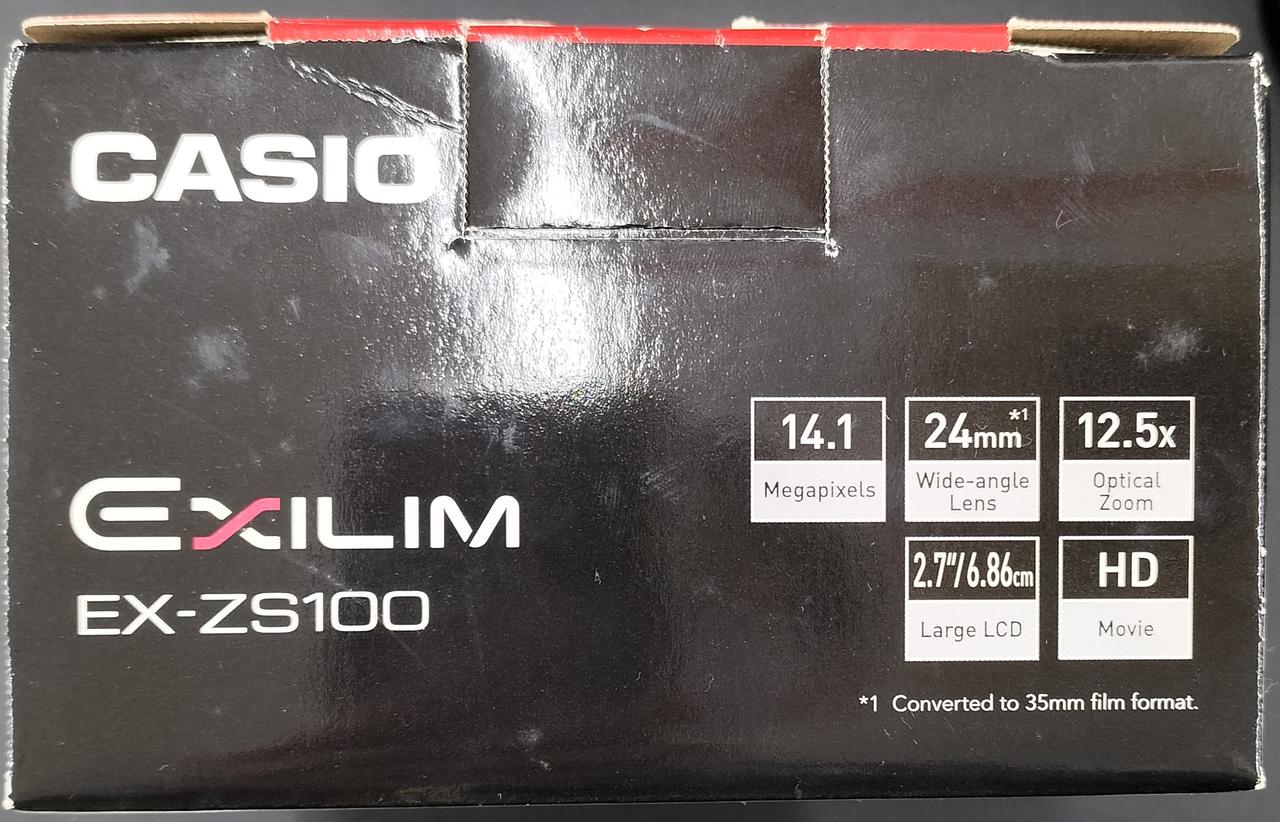 CASIO
EXILIM
EX-ZS100
14.1
Megapixels
24mm*1
Wide-angle
Lens
12.5x
Optical
Zoom
2.7"/6.86cm
Large LCD
HD
Movie
*1 Converted to 35mm film format.